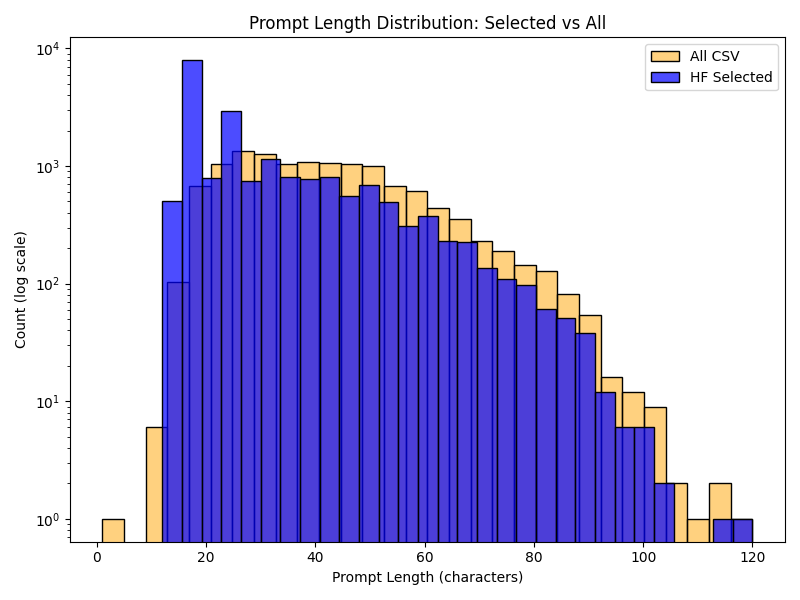 Prompt Length Distribution: Selected vs All
All CSV
HF Selected
Count (log scale)
10⁴
10³
10²
10¹
10⁰
0 20 40 60 80 100 120
Prompt Length (characters)